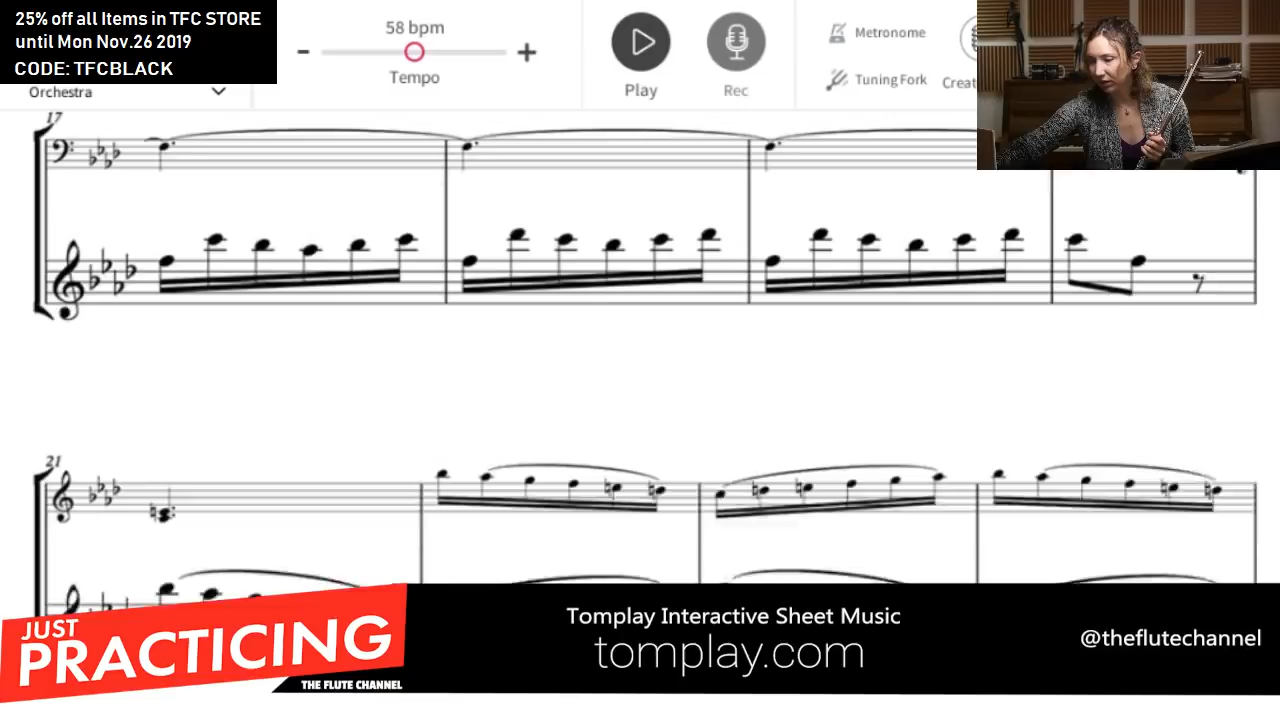 25% off all Items in TFC STORE
until Mon Nov.26 2019
CODE: TFCBLACK
Orchestra
58 bpm
Tempo
Play
Rec
Metronome
Tuning Fork
Creat
17
21
JUST
PRACTICING
THE FLUTE CHANNEL
Tomplay Interactive Sheet Music
tomplay.com
@theflutechannel